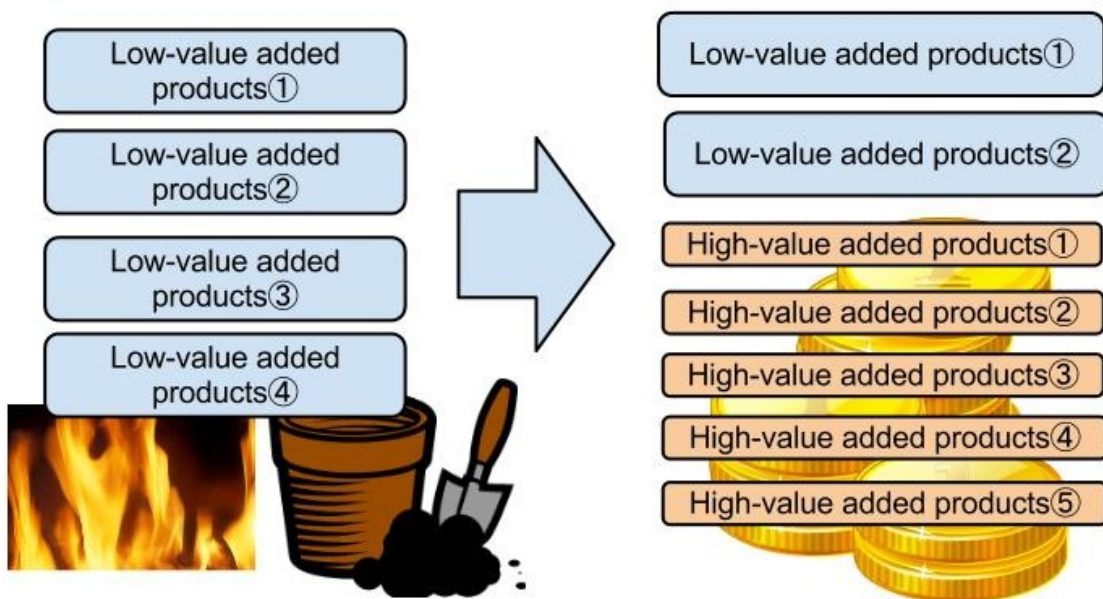 Low-value added
products①
Low-value added
products②
Low-value added
products③
Low-value added
products④
Low-value added products①
Low-value added products②
High-value added products①
High-value added products②
High-value added products③
High-value added products④
High-value added products⑤